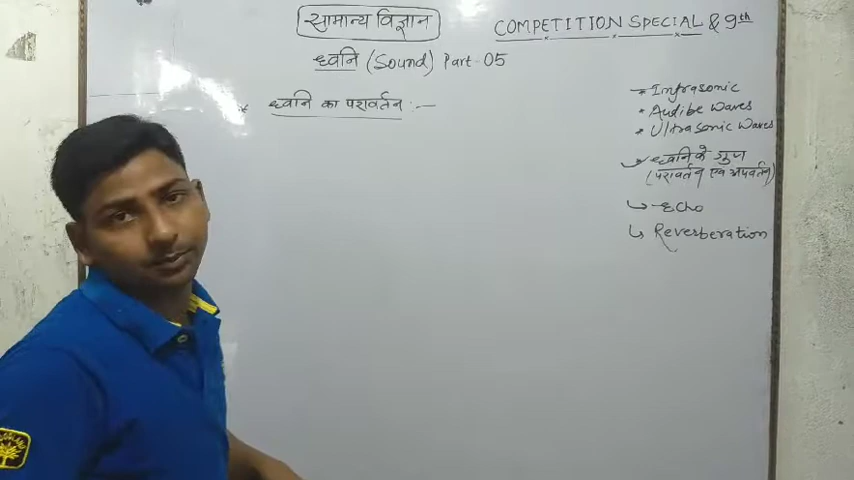 सामान्य विज्ञान
COMPETITION SPECIAL & 9th
ध्वनि (Sound) Part-05
* ध्वनि का परावर्तन :-
* Infrasonic
* Audibe Waves
* Ultrasonic Waves
ध्वनि के गुण
(परावर्तन एवं अपवर्तन)
↳ Echo
↳ Reverberation